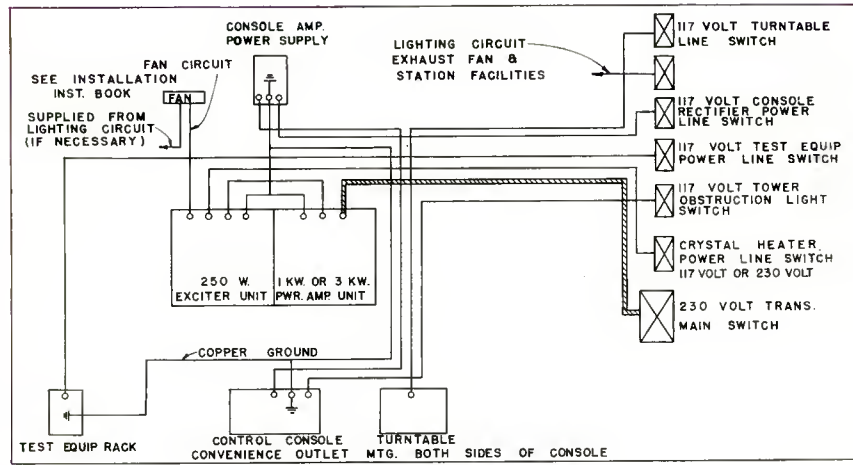 CONSOLE AMP.
POWER SUPPLY
FAN CIRCUIT
SEE INSTALLATION
INST. BOOK
FAN
SUPPLIED FROM
LIGHTING CIRCUIT
(IF NECESSARY)
LIGHTING CIRCUIT
EXHAUST FAN &
STATION FACILITIES
117 VOLT TURNTABLE
LINE SWITCH
117 VOLT CONSOLE
RECTIFIER POWER
LINE SWITCH
117 VOLT TEST EQUIP
POWER LINE SWITCH
117 VOLT TOWER
OBSTRUCTION LIGHT
SWITCH
CRYSTAL HEATER
POWER LINE SWITCH
117 VOLT OR 230 VOLT
230 VOLT TRANS.
MAIN SWITCH
250 W.
EXCITER UNIT
1 KW. OR 3 KW.
PWR. AMP. UNIT
COPPER GROUND
TEST EQUIP RACK
CONTROL CONSOLE
CONVENIENCE OUTLET
TURNTABLE
MTG. BOTH SIDES OF CONSOLE